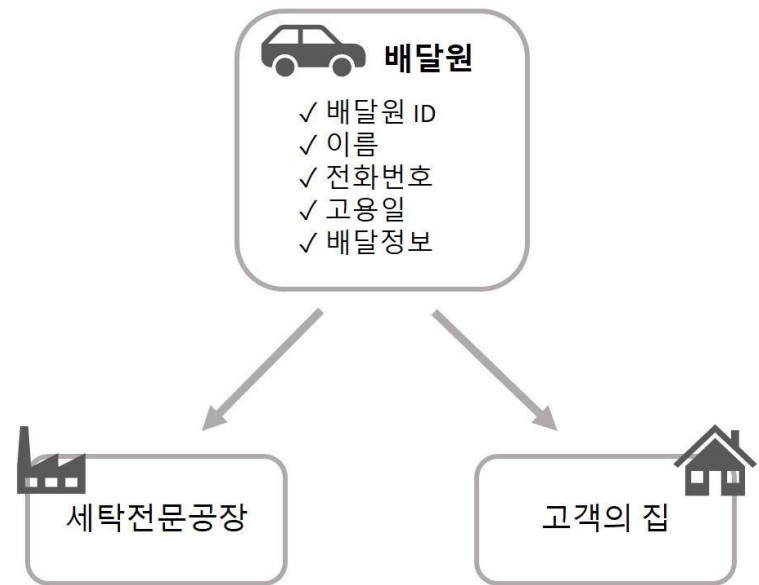 배달원
✓ 배달원 ID
✓ 이름
✓ 전화번호
✓ 고용일
✓ 배달정보
세탁전문공장
고객의 집